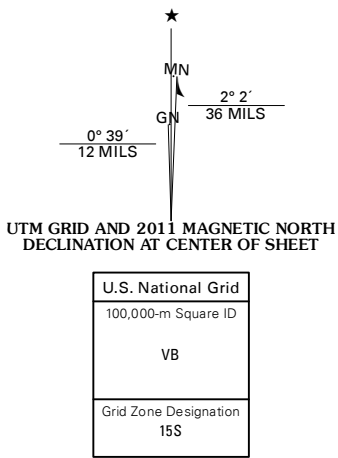 ★
MN
GN
2° 2´
36 MILS
0° 39´
12 MILS
UTM GRID AND 2011 MAGNETIC NORTH
DECLINATION AT CENTER OF SHEET
U.S. National Grid
100,000-m Square ID
VB
Grid Zone Designation
15S